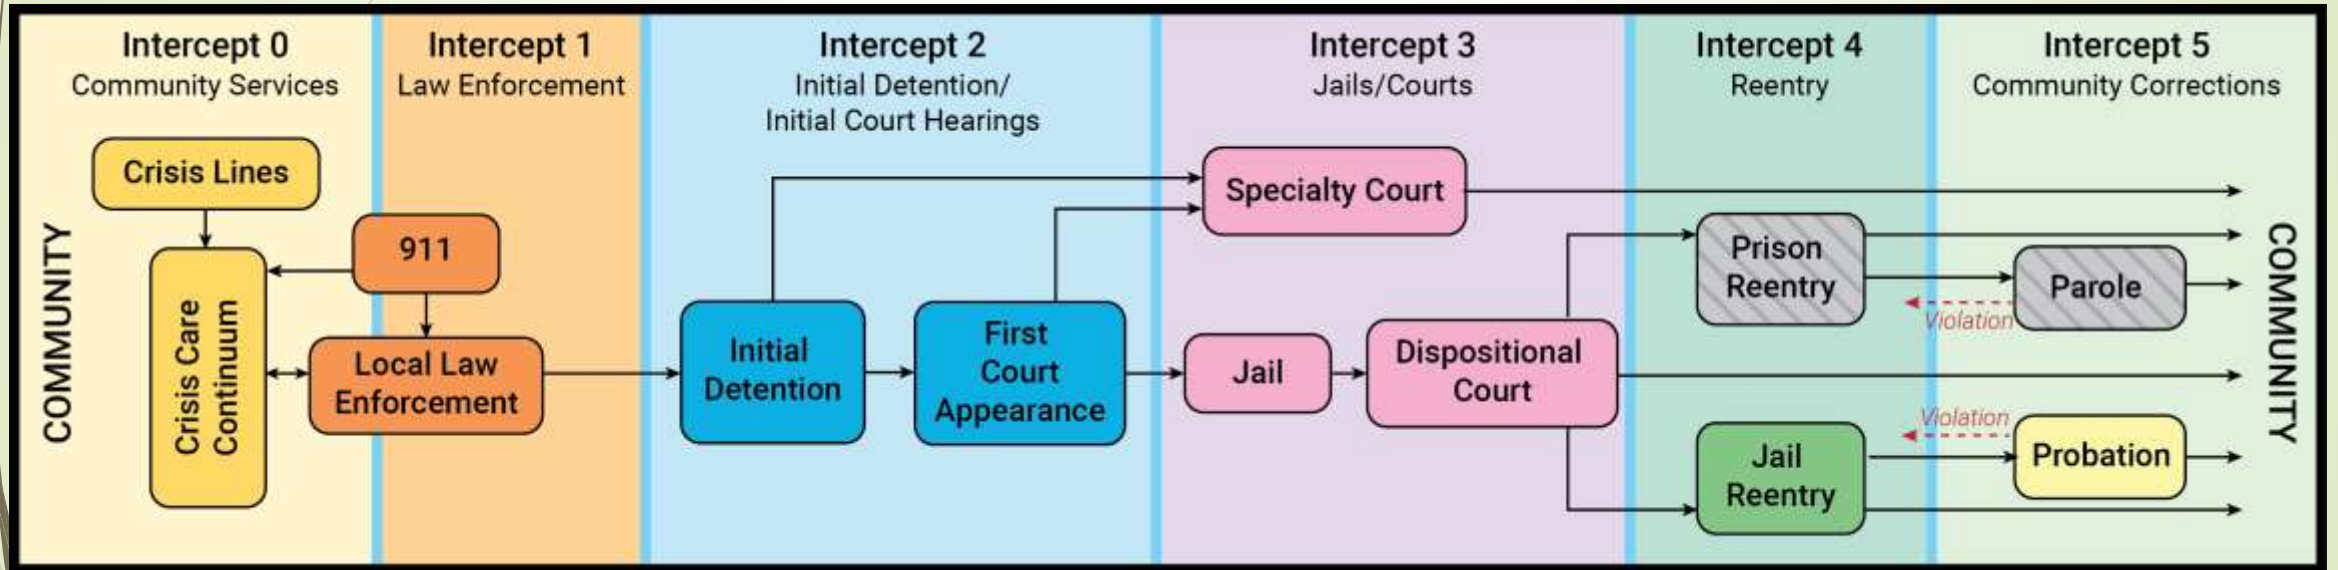 Intercept 0
Community Services
Intercept 1
Law Enforcement
Intercept 2
Initial Detention/
Initial Court Hearings
Intercept 3
Jails/Courts
Intercept 4
Reentry
Intercept 5
Community Corrections
COMMUNITY
Crisis Lines
Crisis Care
Continuum
911
Local Law
Enforcement
Initial
Detention
First
Court
Appearance
Specialty Court
Jail
Dispositional
Court
Prison
Reentry
Parole
Violation
Jail
Reentry
Violation
Probation
COMMUNITY